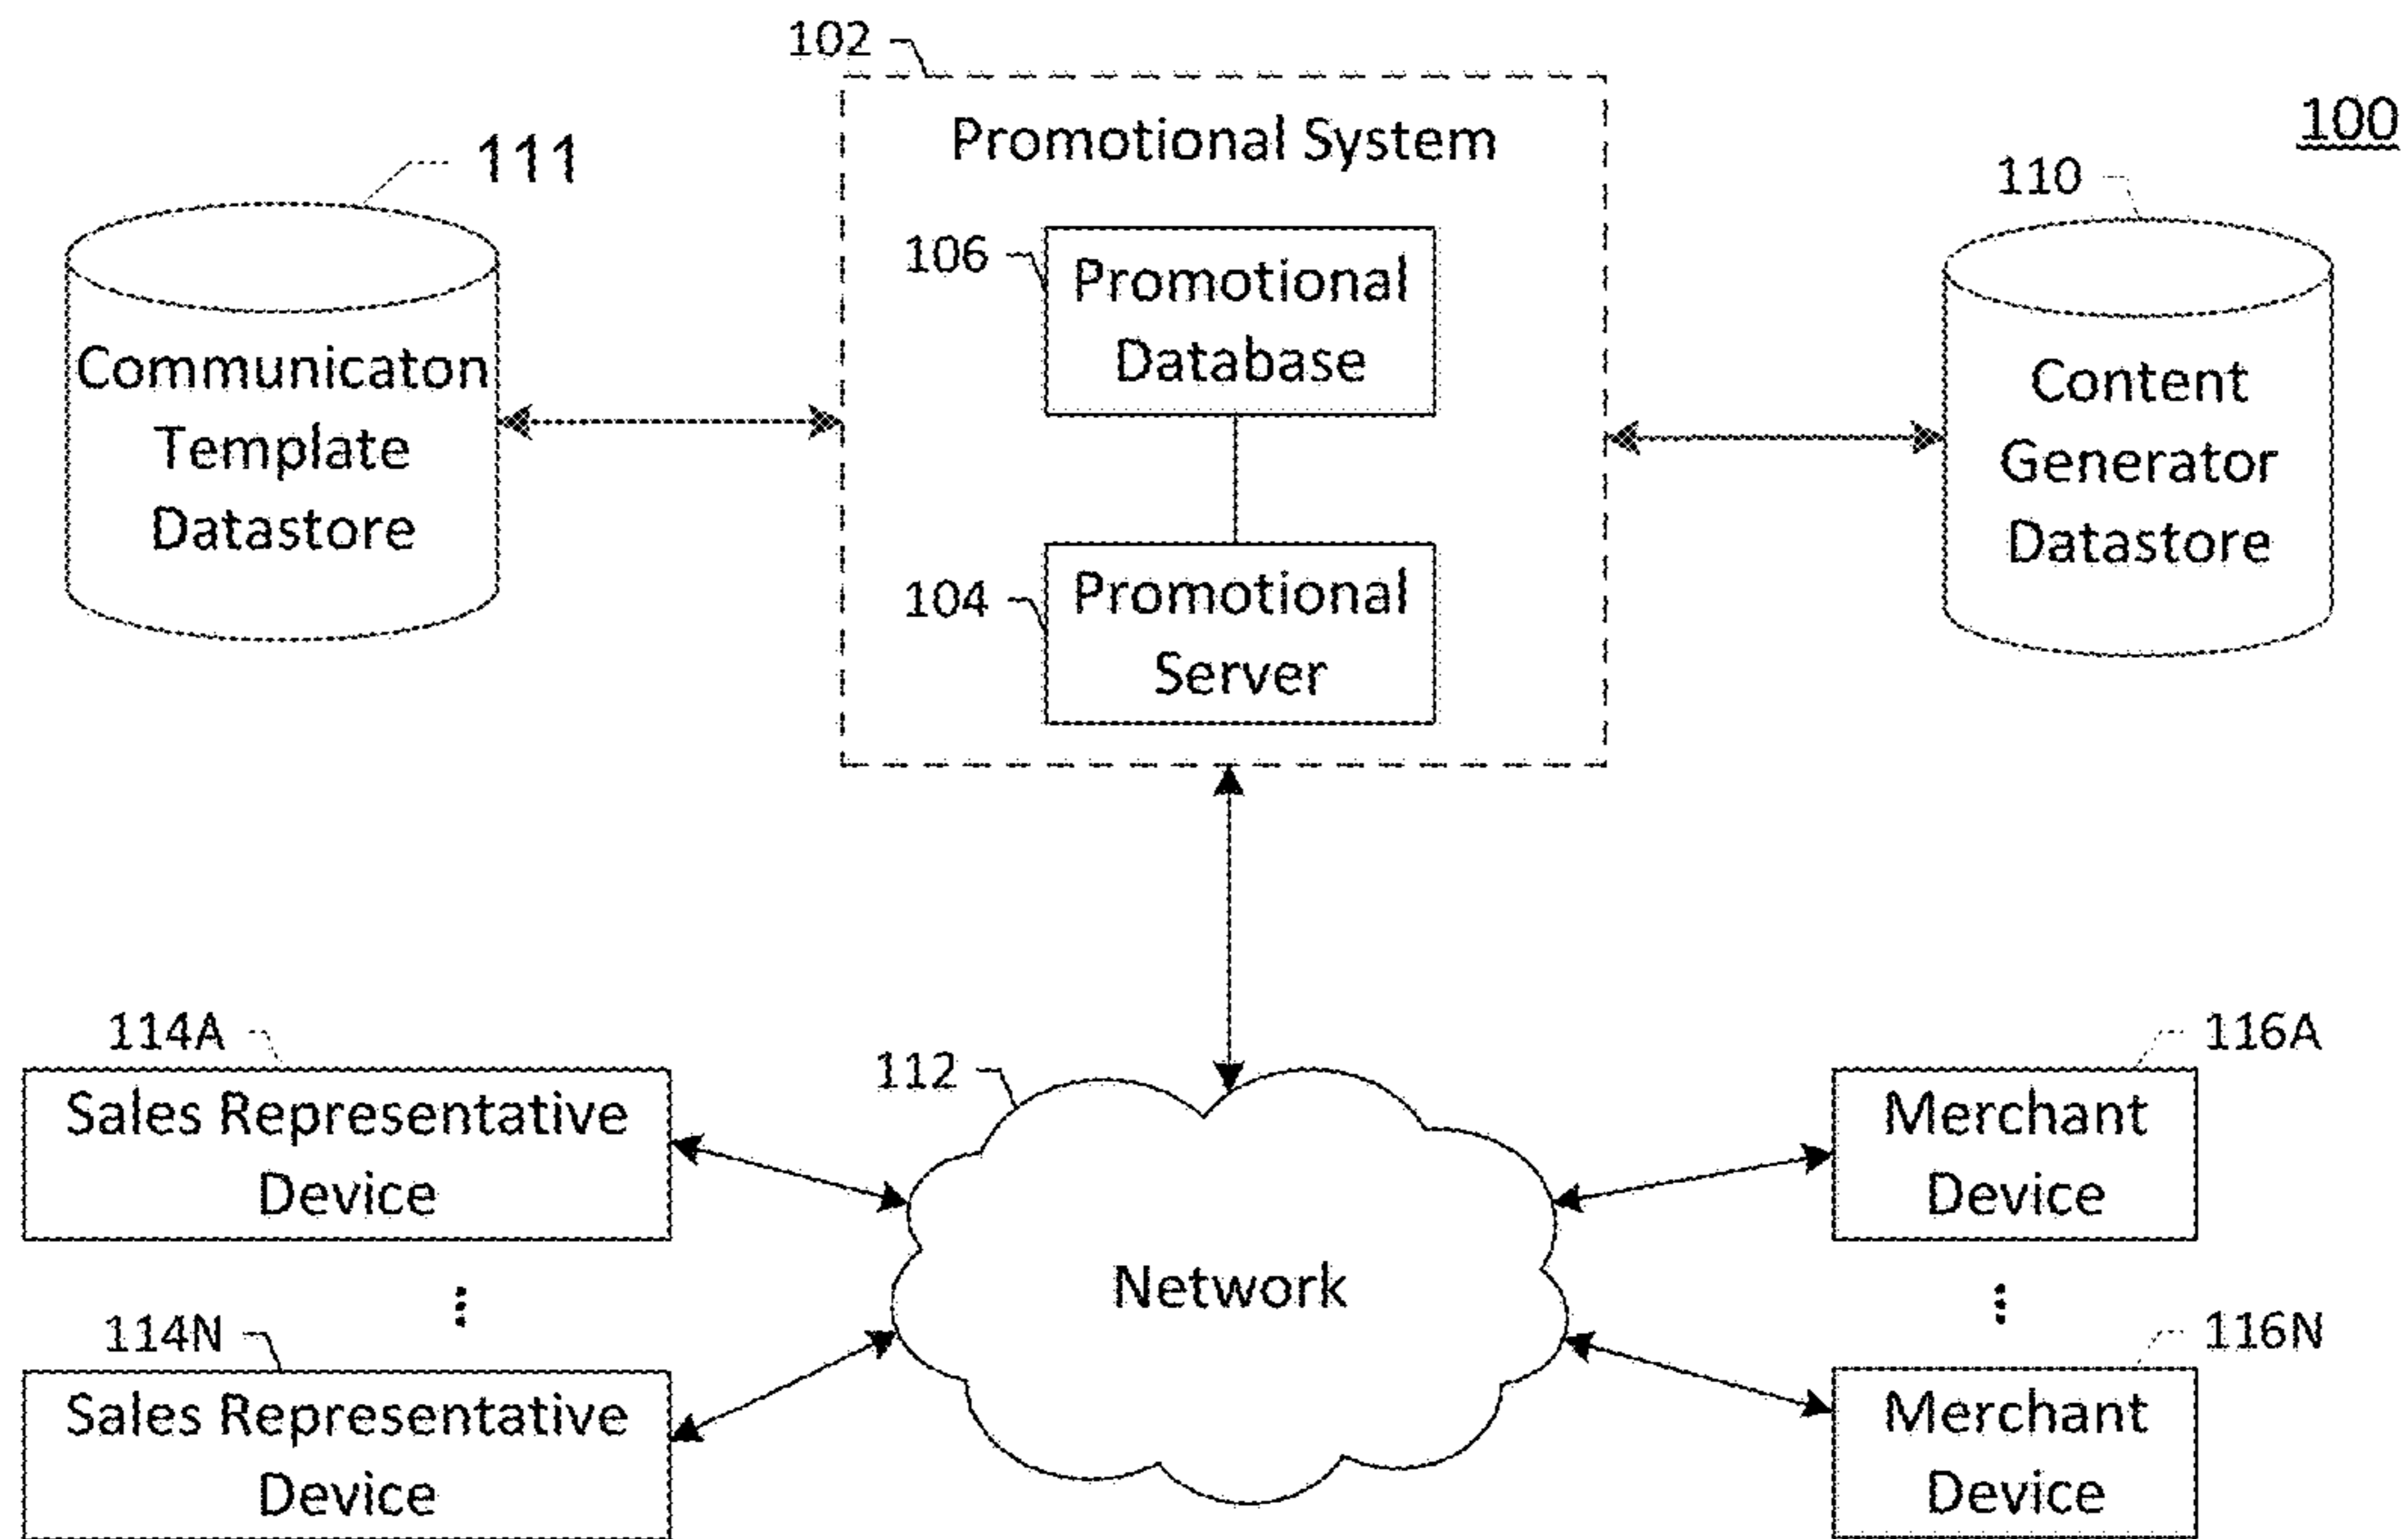 102
Promotional System
100
111
110
Communicaton
Template
Datastore
106
Promotional
Database
104
Promotional
Server
Content
Generator
Datastore
114A
Sales Representative
Device
114N
Sales Representative
Device
112
Network
116A
Merchant
Device
116N
Merchant
Device